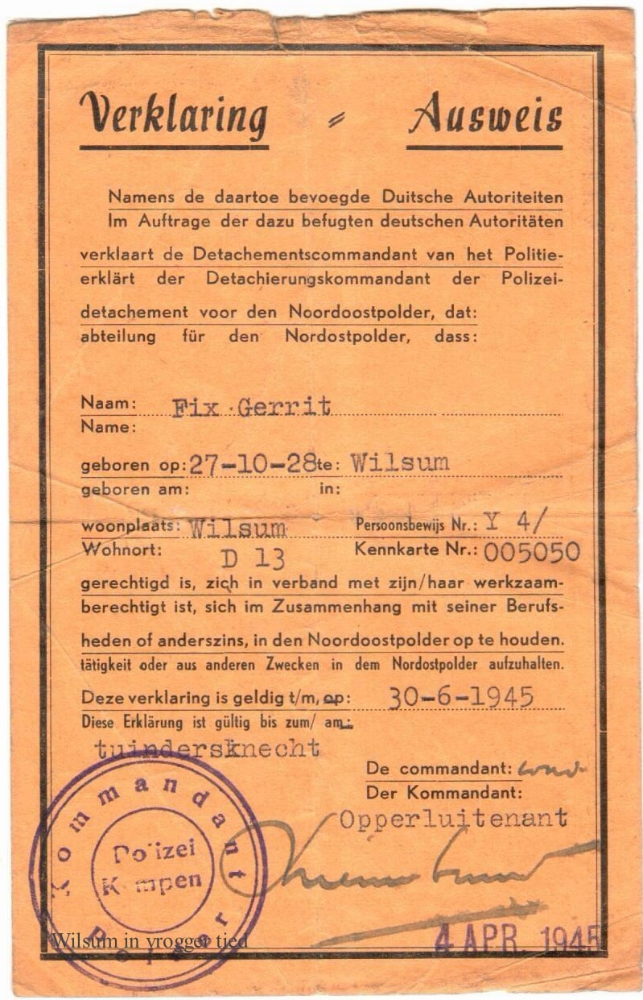 Verklaring = Ausweis
Namens de daartoe bevoegde Duitsche Autoriteiten
Im Auftrage der dazu befugten deutschen Autoritäten
verklaart de Detachementscommandant van het Politie-
erklärt der Detachierungskommandant der Polizei-
detachement voor den Noordoostpolder, dat:
abteilung für den Nordostpolder, dass:
Naam: Fix Gerrit
Name:
geboren op: 27-10-28 te: Wilsum
geboren am: in:
woonplaats: Wilsum Persoonsbewijs Nr.: Y 4/
Wohnort: D 13 Kennkarte Nr.: 005050
gerechtigd is, zich in verband met zijn/haar werkzaam-
berechtigt ist, sich im Zusammenhang mit seiner Berufs-
heden of anderszins, in den Noordoostpolder op te houden.
tätigkeit oder aus anderen Zwecken in dem Nordostpolder aufzuhalten.
Deze verklaring is geldig t/m, op: 30-6-1945
Diese Erklärung ist gültig bis zum/ am:
tuindersknecht
De commandant:
Der Kommandant:
Opperluitenant
Kommandant
Polizei
Kampen
Polder
Wilsum in vrogger tied
4 APR. 1945